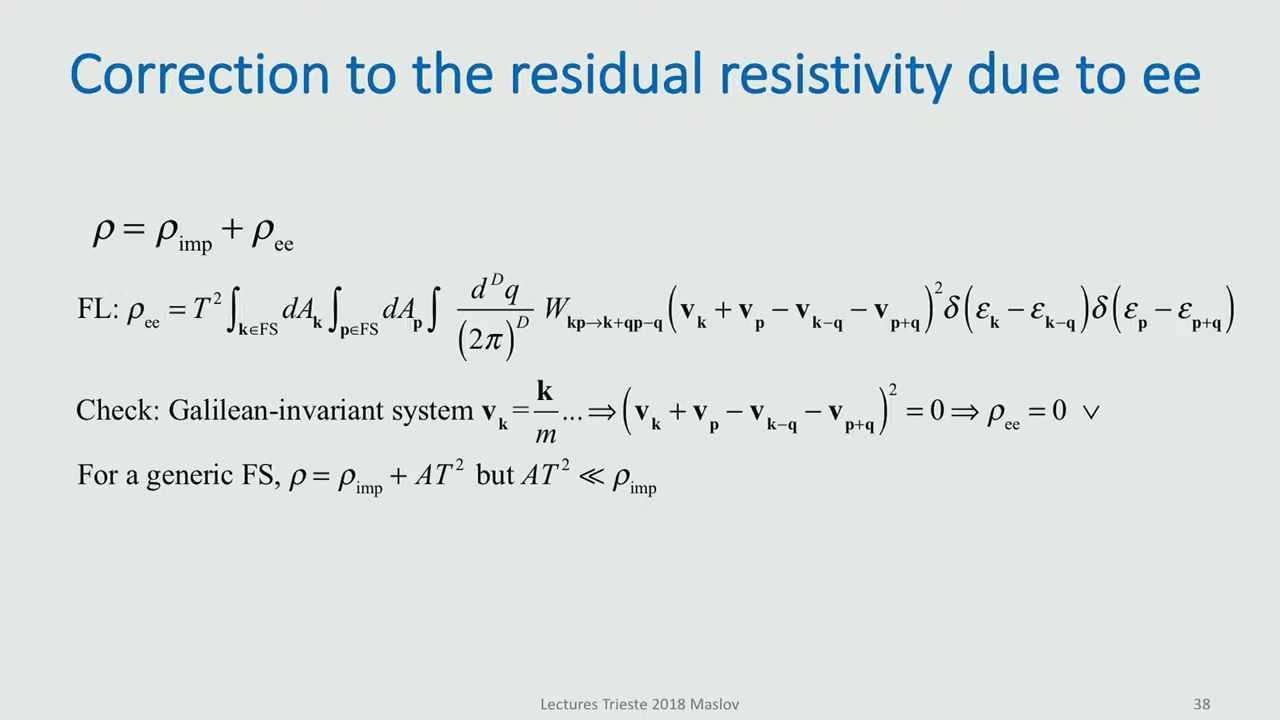 Correction to the residual resistivity due to ee
ρ = ρ_imp + ρ_ee
FL: ρ_ee = T² ∫_{k∈FS} dA_k ∫_{p∈FS} dA_p ∫ d^D q / (2π)^D W_{kp→k+qp−q} (v_k + v_p − v_{k−q} − v_{p+q})² δ(ε_k − ε_{k−q}) δ(ε_p − ε_{p+q})
Check: Galilean-invariant system v_k = k/m ... ⇒ (v_k + v_p − v_{k−q} − v_{p+q})² = 0 ⇒ ρ_ee = 0 ∨
For a generic FS, ρ = ρ_imp + AT² but AT² ≪ ρ_imp
Lectures Trieste 2018 Maslov
38